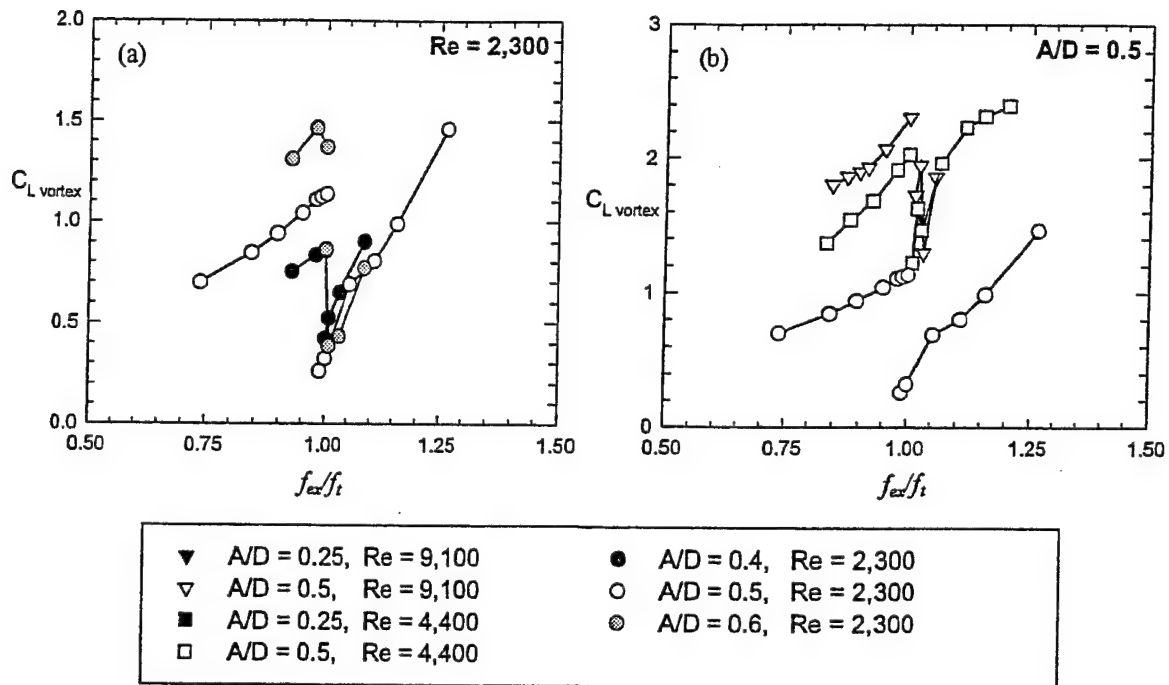 (a)
Re = 2,300
2.0
1.5
1.0
0.5
0.0
C_L vortex
0.50
0.75
1.00
1.25
1.50
f_ex/f_t
(b)
A/D = 0.5
3
2
1
0
C_L vortex
0.50
0.75
1.00
1.25
1.50
f_ex/f_t
▼ A/D = 0.25, Re = 9,100
▽ A/D = 0.5, Re = 9,100
■ A/D = 0.25, Re = 4,400
□ A/D = 0.5, Re = 4,400
● A/D = 0.4, Re = 2,300
○ A/D = 0.5, Re = 2,300
A/D = 0.6, Re = 2,300